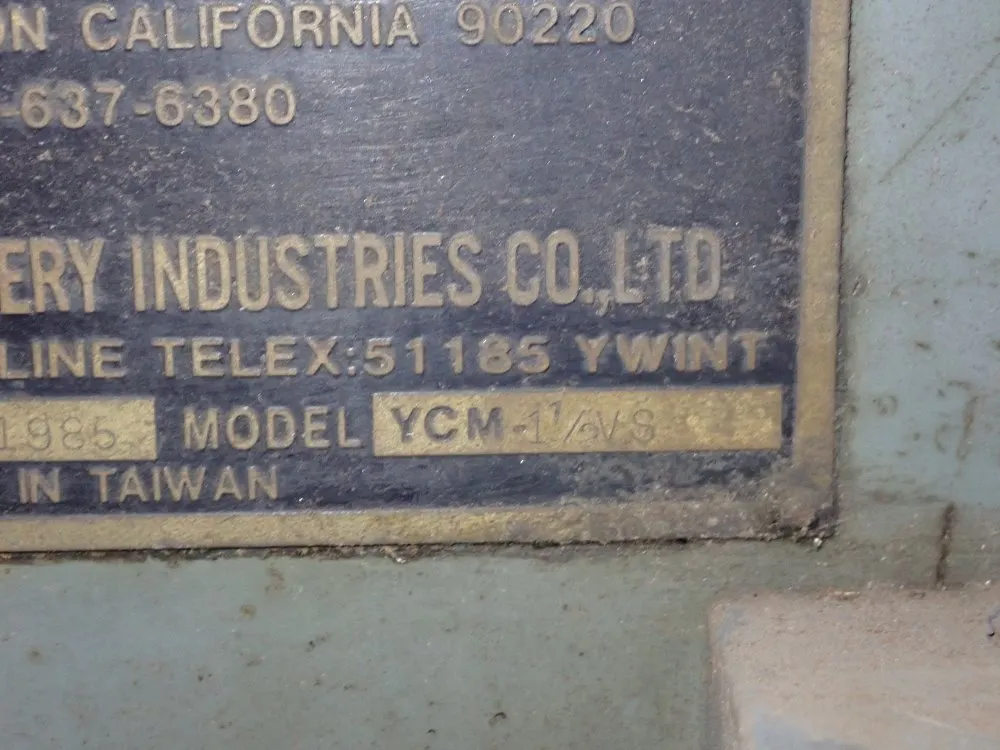 ON CALIFORNIA 90220
-637-6380
ERY INDUSTRIES CO.,LTD.
LINE TELEX:51185 YWINT
1985 MODEL YCM-1½VS
IN TAIWAN